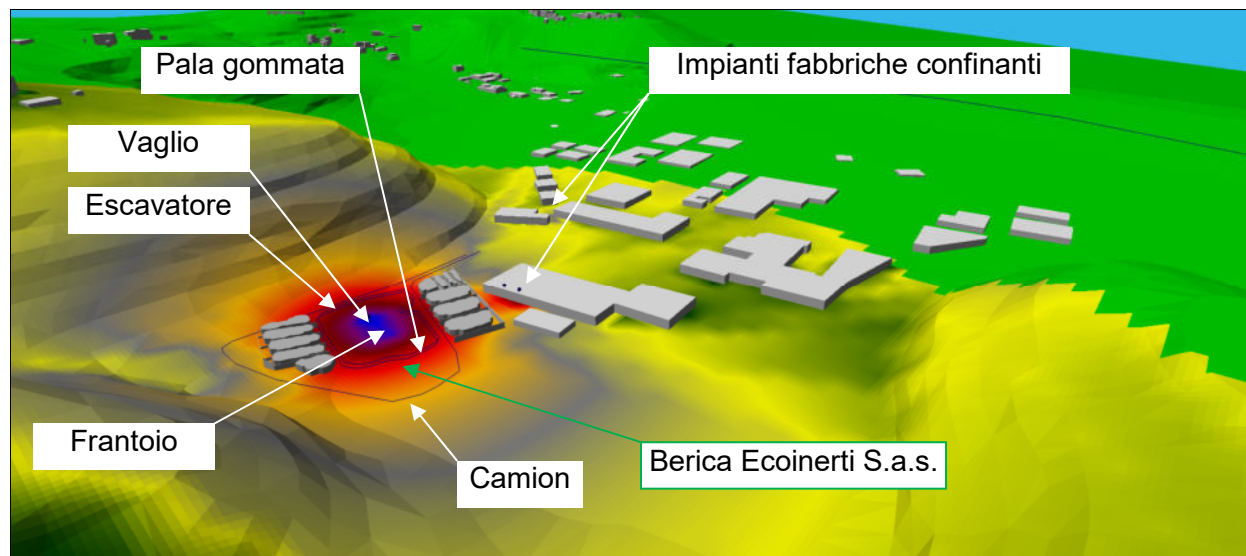 Pala gommata
Impianti fabbriche confinanti
Vaglio
Escavatore
Frantoio
Camion
Berica Ecoinerti S.a.s.